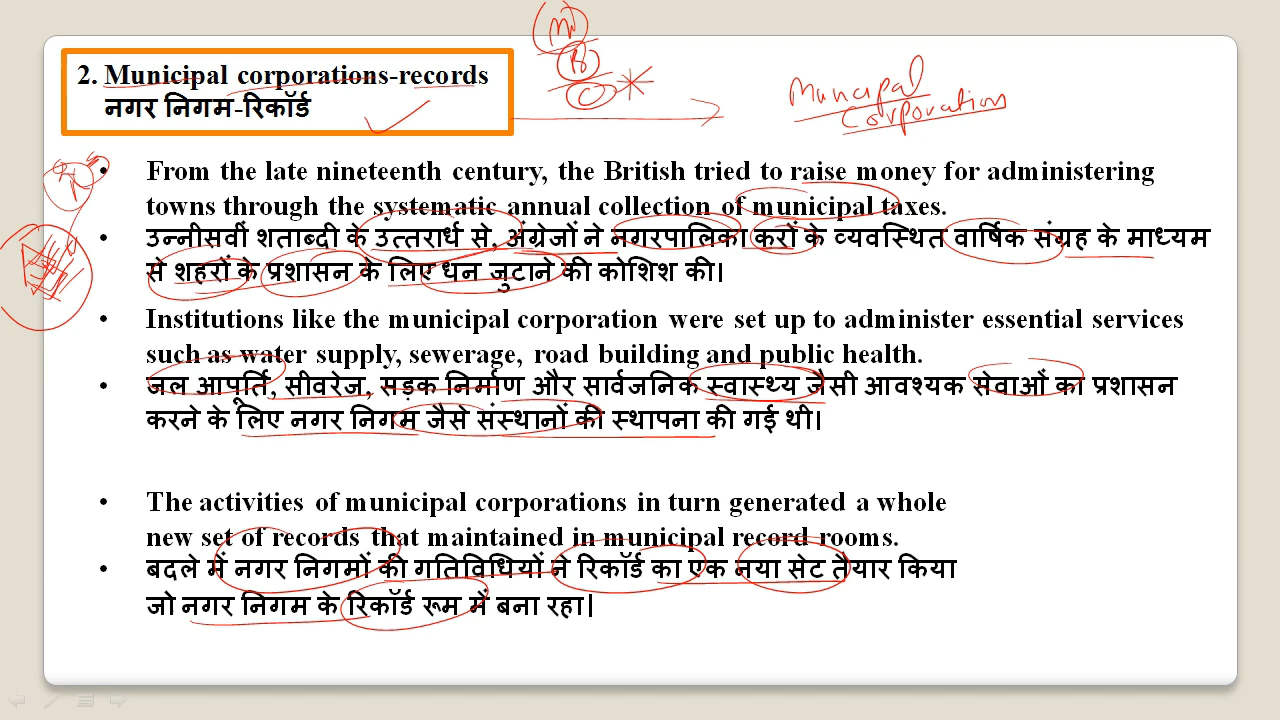 2. Municipal corporations-records
नगर निगम-रिकॉर्ड
Muncipal
Corporation
• From the late nineteenth century, the British tried to raise money for administering
towns through the systematic annual collection of municipal taxes.
• उन्नीसवीं शताब्दी के उत्तरार्ध से, अंग्रेजों ने नगरपालिका करों के व्यवस्थित वार्षिक संग्रह के माध्यम
से शहरों के प्रशासन के लिए धन जुटाने की कोशिश की।
• Institutions like the municipal corporation were set up to administer essential services
such as water supply, sewerage, road building and public health.
• जल आपूर्ति, सीवरेज, सड़क निर्माण और सार्वजनिक स्वास्थ्य जैसी आवश्यक सेवाओं का प्रशासन
करने के लिए नगर निगम जैसे संस्थानों की स्थापना की गई थी।
• The activities of municipal corporations in turn generated a whole
new set of records that maintained in municipal record rooms.
• बदले में नगर निगमों की गतिविधियों ने रिकॉर्ड का एक नया सेट तैयार किया
जो नगर निगम के रिकॉर्ड रूम में बना रहा|